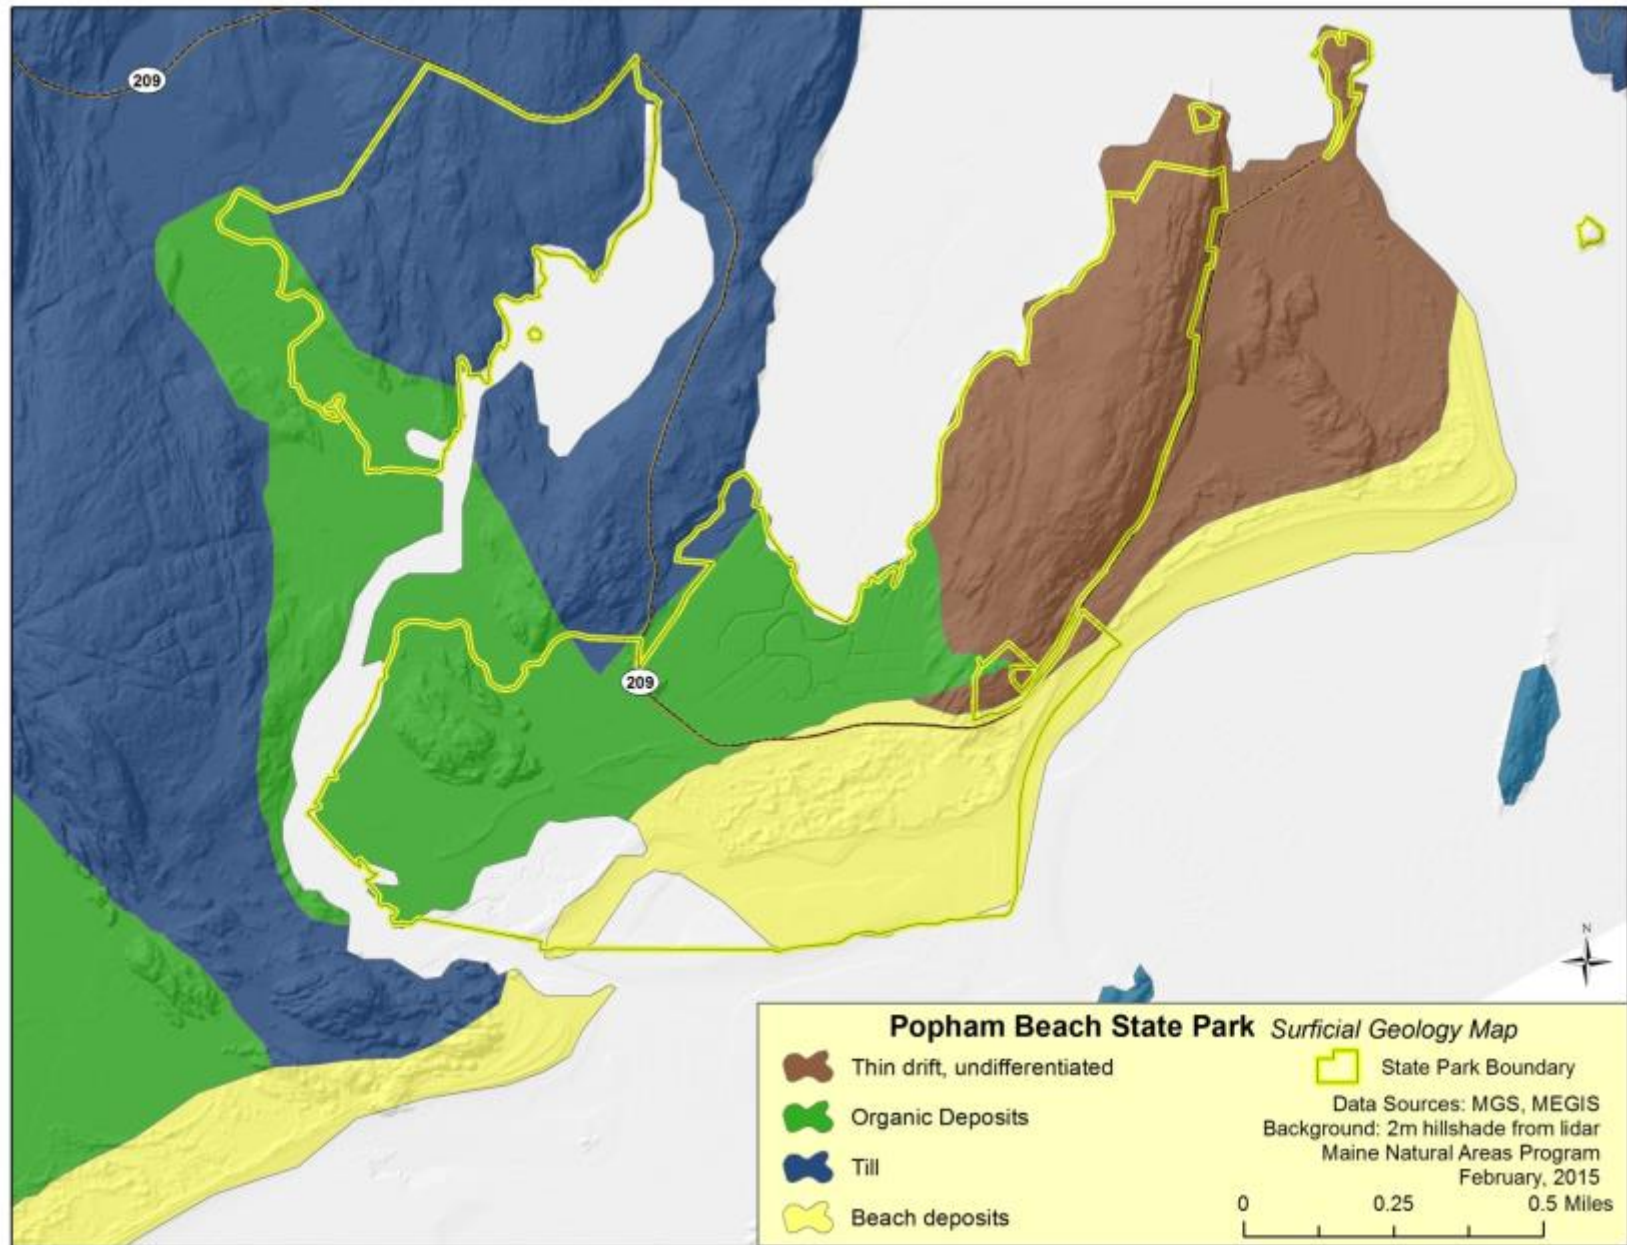 209
209
N
Popham Beach State Park Surficial Geology Map
Thin drift, undifferentiated
State Park Boundary
Organic Deposits
Data Sources: MGS, MEGIS
Background: 2m hillshade from lidar
Maine Natural Areas Program
February, 2015
Till
Beach deposits
0 0.25 0.5 Miles